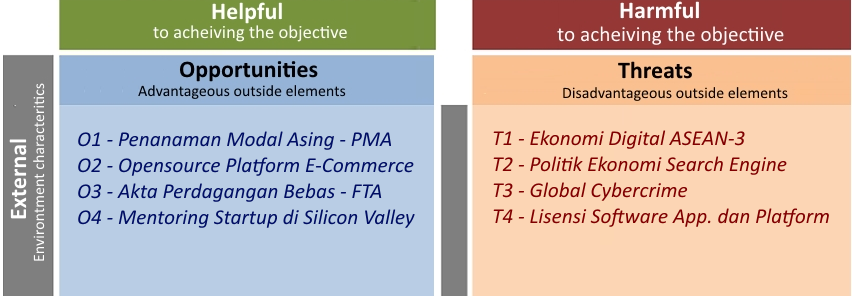 Helpful
to acheiving the objectiive
Harmful
to acheiving the objectiive
External
Environtment characteritics
Opportunities
Advantageous outside elements
O1 - Penanaman Modal Asing - PMA
O2 - Opensource Platform E-Commerce
O3 - Akta Perdagangan Bebas - FTA
O4 - Mentoring Startup di Silicon Valley
Threats
Disadvantageous outside elements
T1 - Ekonomi Digital ASEAN-3
T2 - Politik Ekonomi Search Engine
T3 - Global Cybercrime
T4 - Lisensi Software App. dan Platform